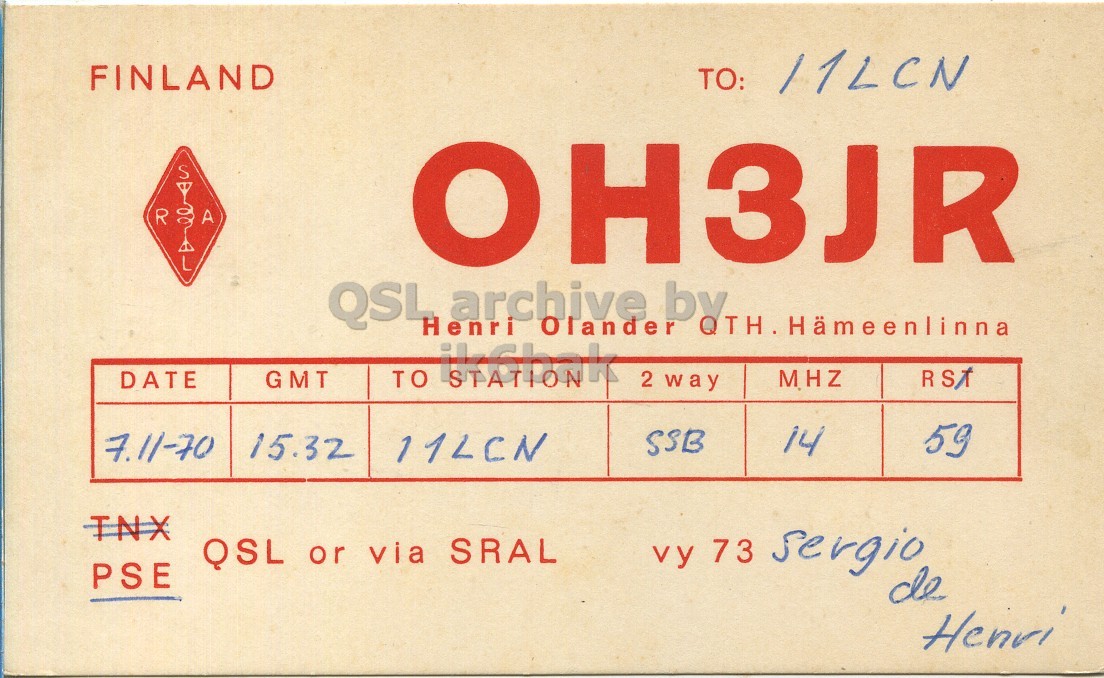 FINLAND TO: I1LCN
S
R A
L
OH3JR
QSL archive by
Henri Olander QTH. Hämeenlinna
ik6bak
DATE GMT TO STATION 2 way MHZ RST
7.11-70 15.32 I1LCN SSB 14 59
TNX
PSE QSL or via SRAL vy 73 Sergio
de
Henri